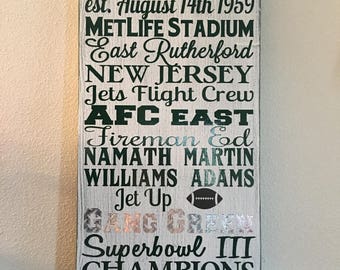 est. August 14th 1959
METLIFE STADIUM
East Rutherford
NEW JERSEY
Jets Flight Crew
AFC EAST
Fireman Ed
NAMATH MARTIN
WILLIAMS ADAMS
Jet Up
GANG GREEN
Superbowl III
CHAMPIONS